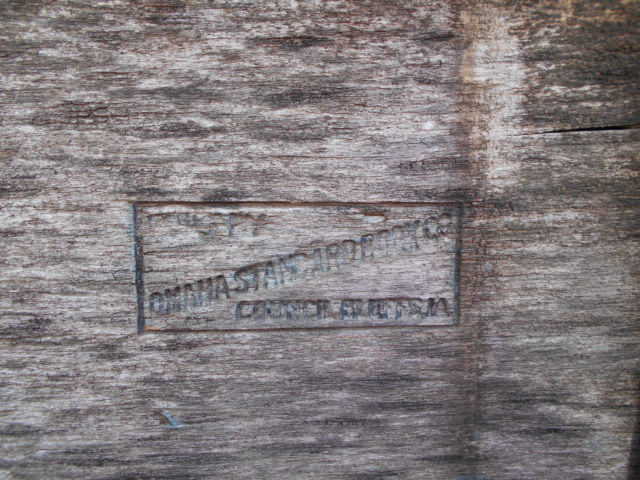 OMAHA STANDARD BODY CO
COUNCIL BLUFFS, IA